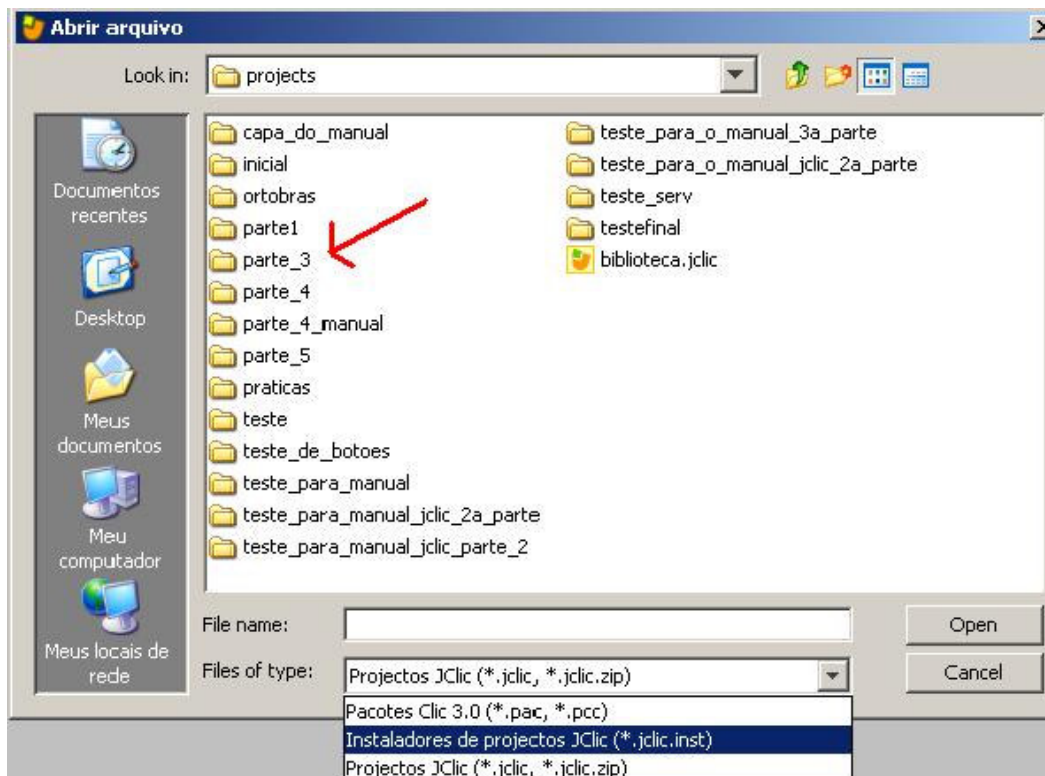 Abrir arquivo
Look in:
projects
Documentos
recentes
Desktop
Meus
documentos
Meu
computador
Meus locais de
rede
capa_do_manual
inicial
ortobras
parte1
parte_3
parte_4
parte_4_manual
parte_5
praticas
teste
teste_de_botoes
teste_para_manual
teste_para_manual_jclic_2a_parte
teste_para_manual_jclic_parte_2
teste_para_o_manual_3a_parte
teste_para_o_manual_jclic_2a_parte
teste_serv
testefinal
biblioteca.jclic
File name:
Open
Files of type:
Projectos JClic (*.jclic, *.jclic.zip)
Cancel
Pacotes Clic 3.0 (*.pac, *.pcc)
Instaladores de projectos JClic (*.jclic.inst)
Projectos JClic (*.jclic, *.jclic.zip)